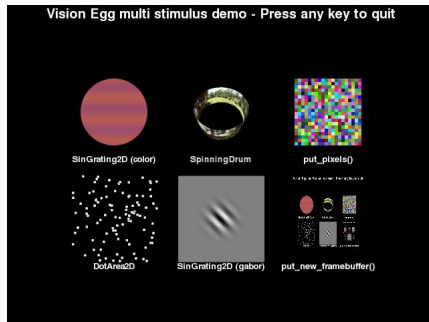 Vision Egg multi stimulus demo - Press any key to quit
SinGrating2D (color) SpinningDrum put_pixels()
DotArea2D SinGrating2D (gabor) put_new_framebuffer()